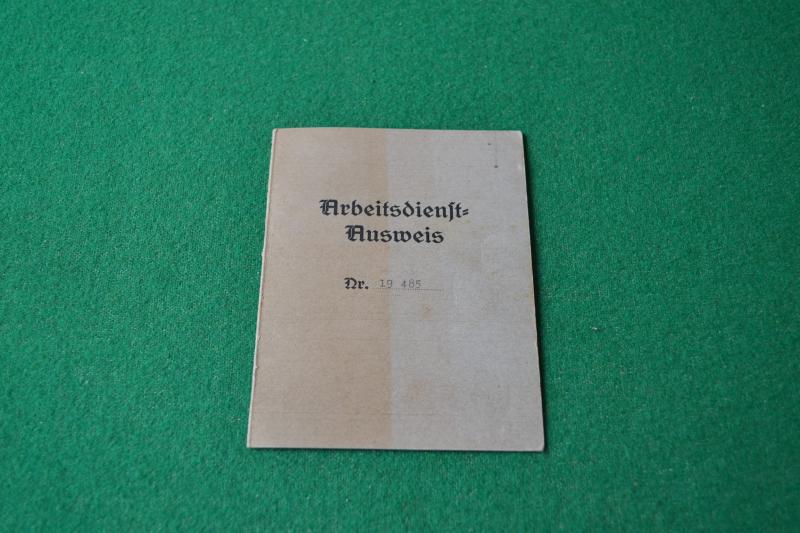 Arbeitsdienſt-
Ausweis
Nr. 19 485